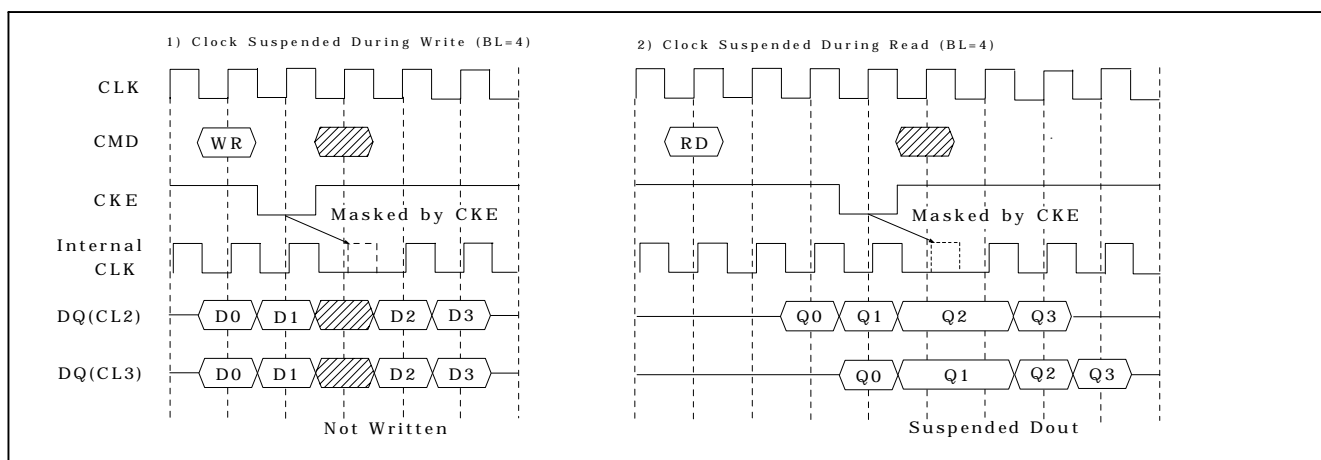 1) Clock Suspended During Write (BL=4)
2) Clock Suspended During Read (BL=4)
CLK
CMD
WR
RD
CKE
Masked by CKE
Masked by CKE
Internal
CLK
DQ(CL2)
D0 D1 D2 D3
Q0 Q1 Q2 Q3
DQ(CL3)
D0 D1 D2 D3
Q0 Q1 Q2 Q3
Not Written
Suspended Dout